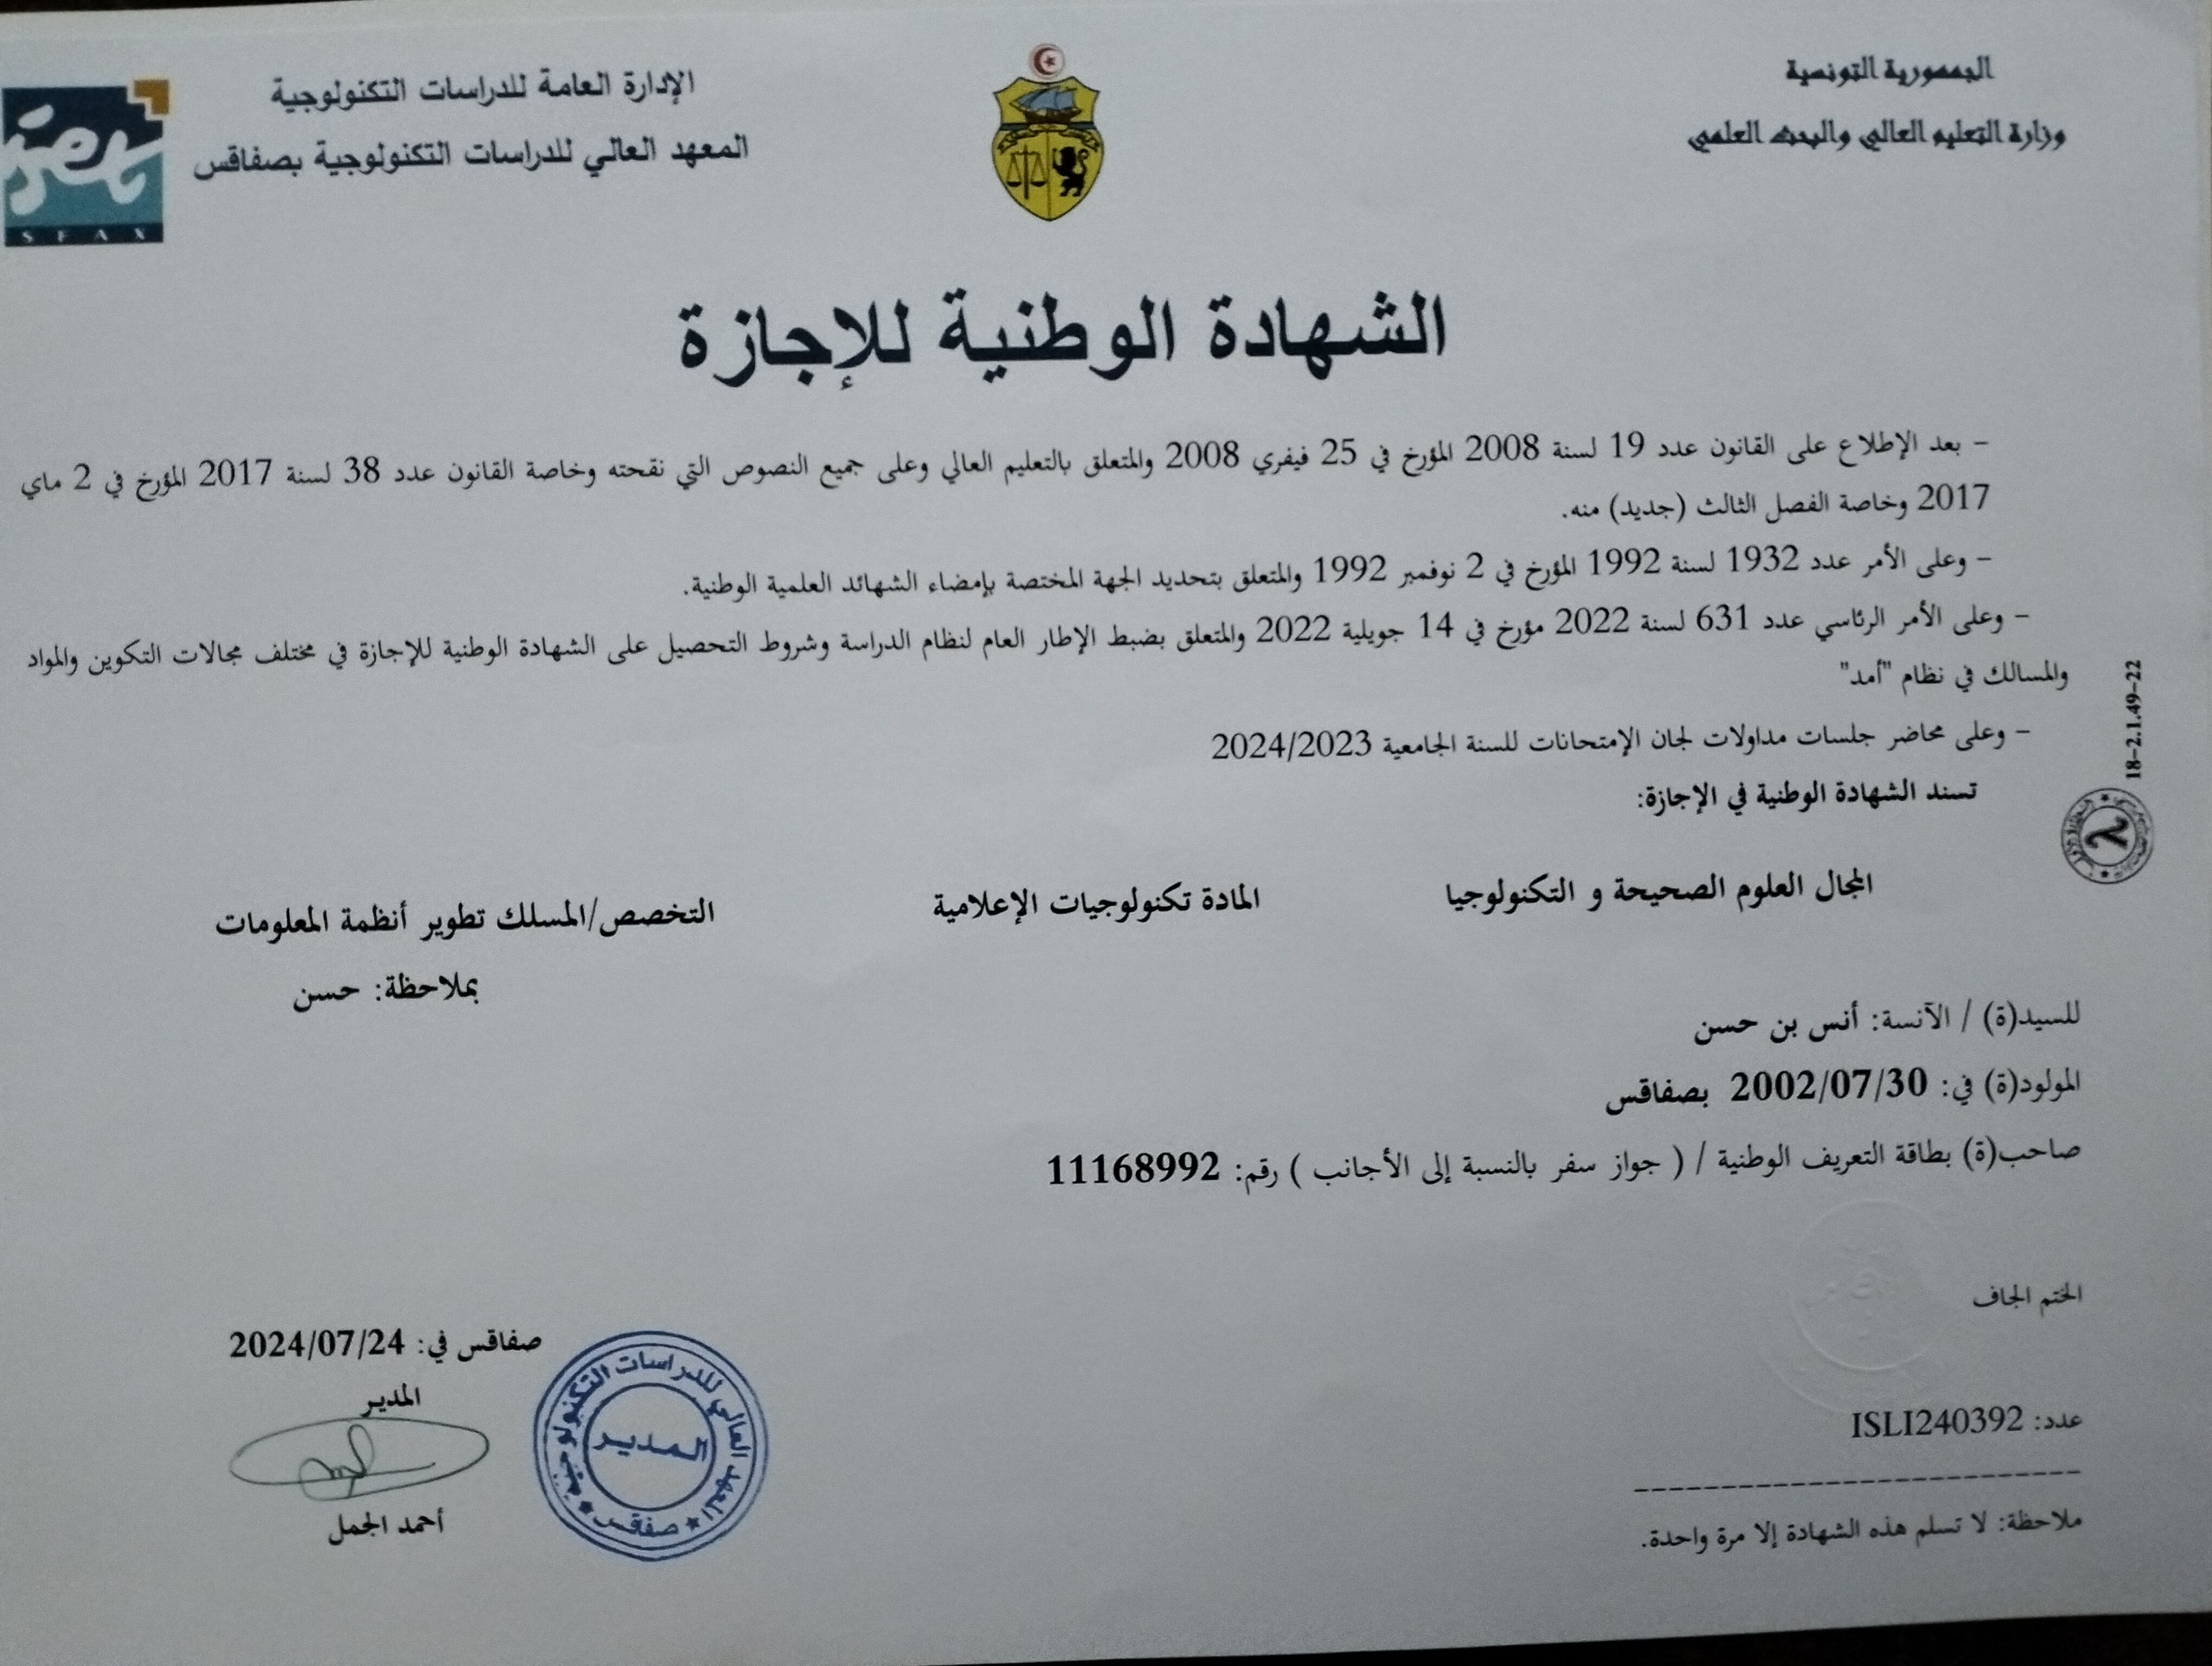 الجمهورية التونسية
وزارة التعليم العالي والبحث العلمي
الإدارة العامة للدراسات التكنولوجية
المعهد العالي للدراسات التكنولوجية بصفاقس
SFAX
الشهادة الوطنية للإجازة
- بعد الإطلاع على القانون عدد 19 لسنة 2008 المؤرخ في 25 فيفري 2008 والمتعلق بالتعليم العالي وعلى جميع النصوص التي نقحته وخاصة القانون عدد 38 لسنة 2017 المؤرخ في 2 ماي
2017 وخاصة الفصل الثالث (جديد) منه.
- وعلى الأمر عدد 1932 لسنة 1992 المؤرخ في 2 نوفمبر 1992 والمتعلق بتحديد الجهة المختصة بإمضاء الشهائد العلمية الوطنية.
- وعلى الأمر الرئاسي عدد 631 لسنة 2022 مؤرخ في 14 جويلية 2022 والمتعلق بضبط الإطار العام لنظام الدراسة وشروط التحصيل على الشهادة الوطنية للإجازة في مختلف مجالات التكوين والمواد
والمسالك في نظام "أمد"
- وعلى محاضر جلسات مداولات لجان الإمتحانات للسنة الجامعية 2024/2023
تسند الشهادة الوطنية في الإجازة:
18-2.1.49-22
المجال العلوم الصحيحة و التكنولوجيا
المادة تكنولوجيات الإعلامية
التخصص/المسلك تطوير أنظمة المعلومات
بملاحظة: حسن
للسيد(ة) / الآنسة: أنس بن حسن
المولود(ة) في: 2002/07/30 بصفاقس
صاحب(ة) بطاقة التعريف الوطنية / ( جواز سفر بالنسبة إلى الأجانب ) رقم: 11168992
الختم الجاف
صفاقس في: 2024/07/24
المدير
أحمد الجمل
المعهد العالي للدراسات التكنولوجية
المدير
صفاقس
عدد: ISLI240392
ملاحظة: لا تسلم هذه الشهادة إلا مرة واحدة.